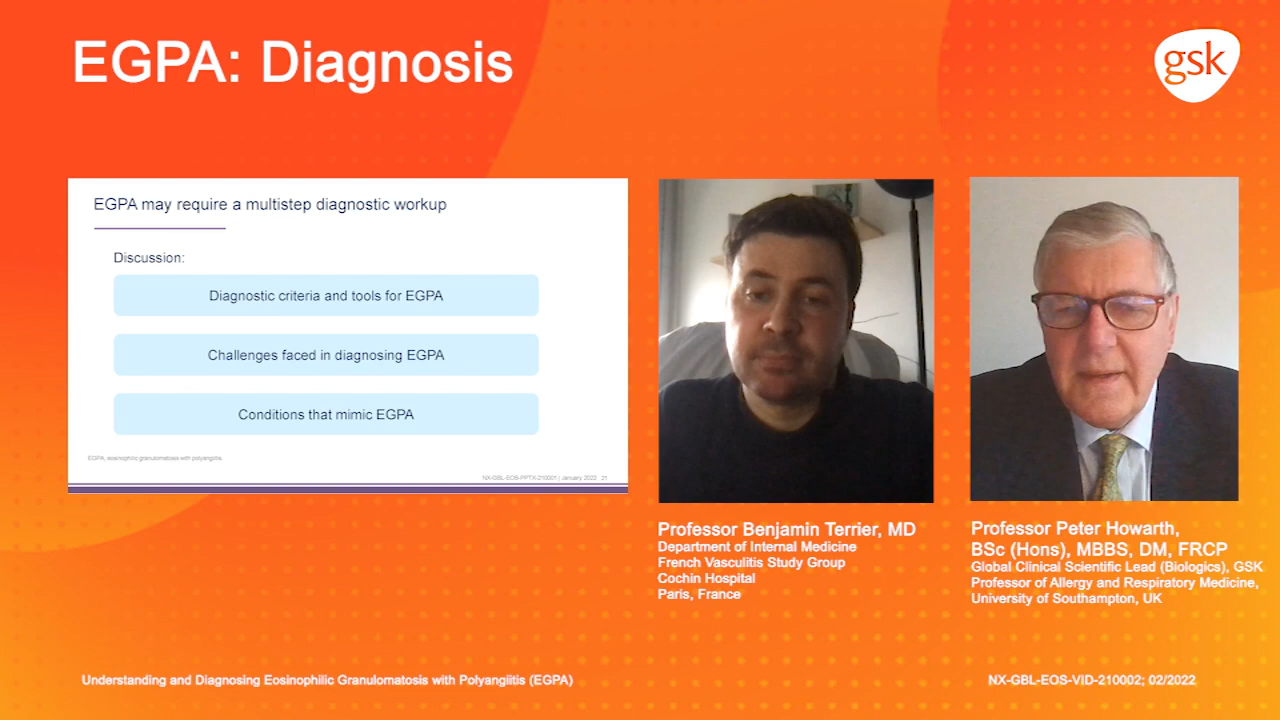 EGPA: Diagnosis
gsk
EGPA may require a multistep diagnostic workup
Discussion:
Diagnostic criteria and tools for EGPA
Challenges faced in diagnosing EGPA
Conditions that mimic EGPA
EGPA, eosinophilic granulomatosis with polyangiitis
NX-GBL-EOS-PPTX-210001 | January 2022 21
Professor Benjamin Terrier, MD
Department of Internal Medicine
French Vasculitis Study Group
Cochin Hospital
Paris, France
Professor Peter Howarth,
BSc (Hons), MBBS, DM, FRCP
Global Clinical Scientific Lead (Biologics), GSK
Professor of Allergy and Respiratory Medicine,
University of Southampton, UK
Understanding and Diagnosing Eosinophilic Granulomatosis with Polyangiitis (EGPA)
NX-GBL-EOS-VID-210002; 02/2022